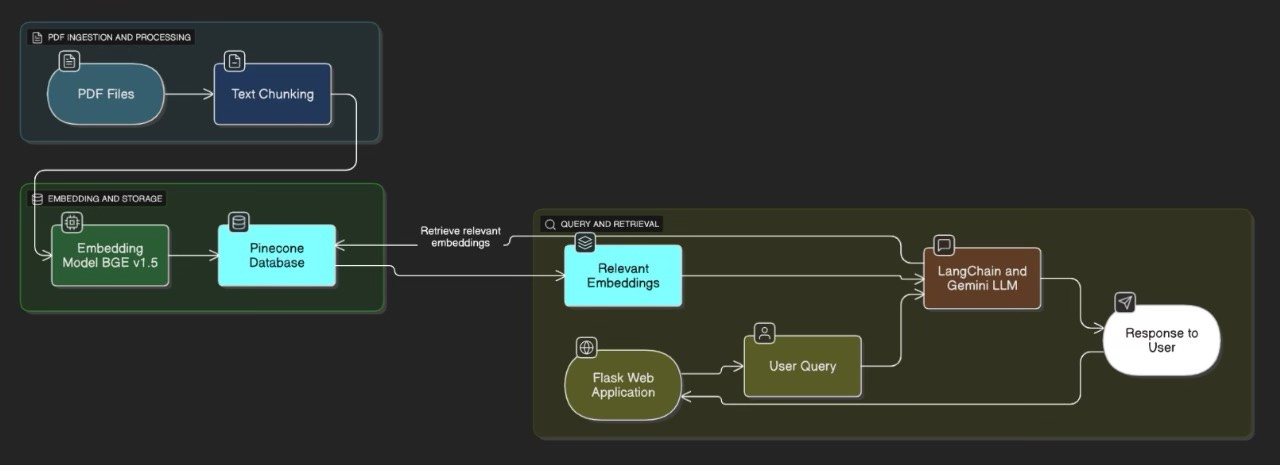 PDF INGESTION AND PROCESSING
PDF Files
Text Chunking
EMBEDDING AND STORAGE
Embedding
Model BGE v1.5
Pinecone
Database
Retrieve relevant
embeddings
QUERY AND RETRIEVAL
Relevant
Embeddings
LangChain and
Gemini LLM
Response to
User
Flask Web
Application
User Query